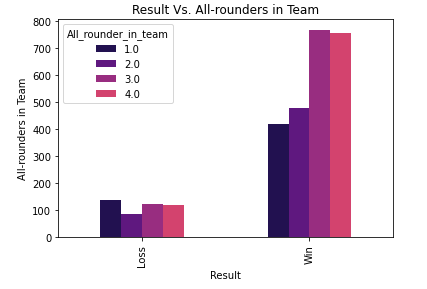 Result Vs. All-rounders in Team
All_rounder_in_team
1.0
2.0
3.0
4.0
All-rounders in Team
800
700
600
500
400
300
200
100
0
Loss
Win
Result